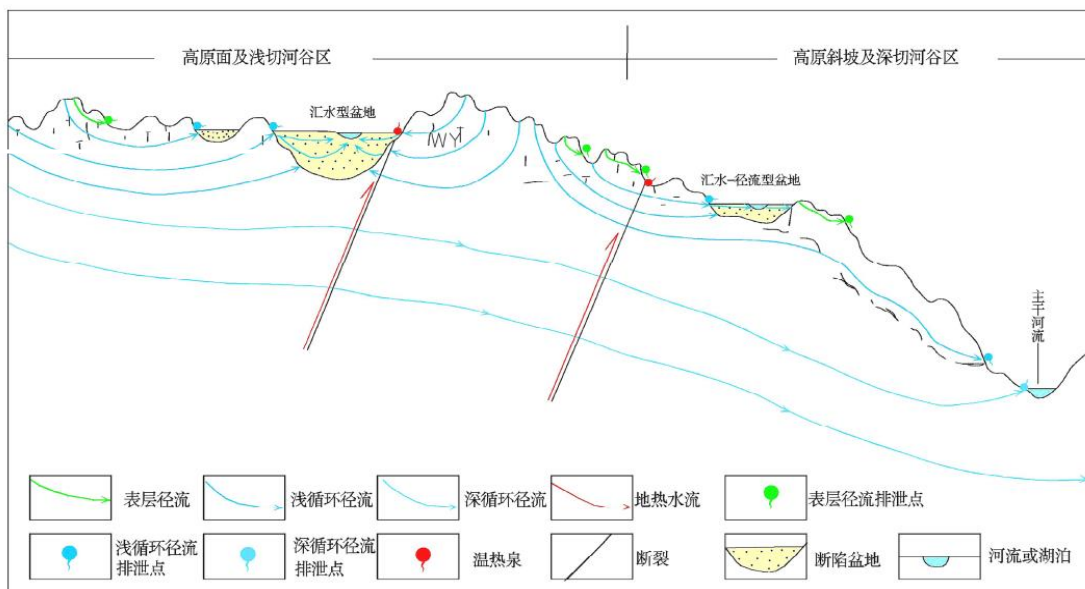 高原面及浅切河谷区
高原斜坡及深切河谷区
汇水型盆地
汇水-径流型盆地
主干河流
表层径流
浅循环径流
深循环径流
地热水流
表层径流排泄点
浅循环径流
排泄点
深循环径流
排泄点
温热泉
断裂
断陷盆地
河流或湖泊